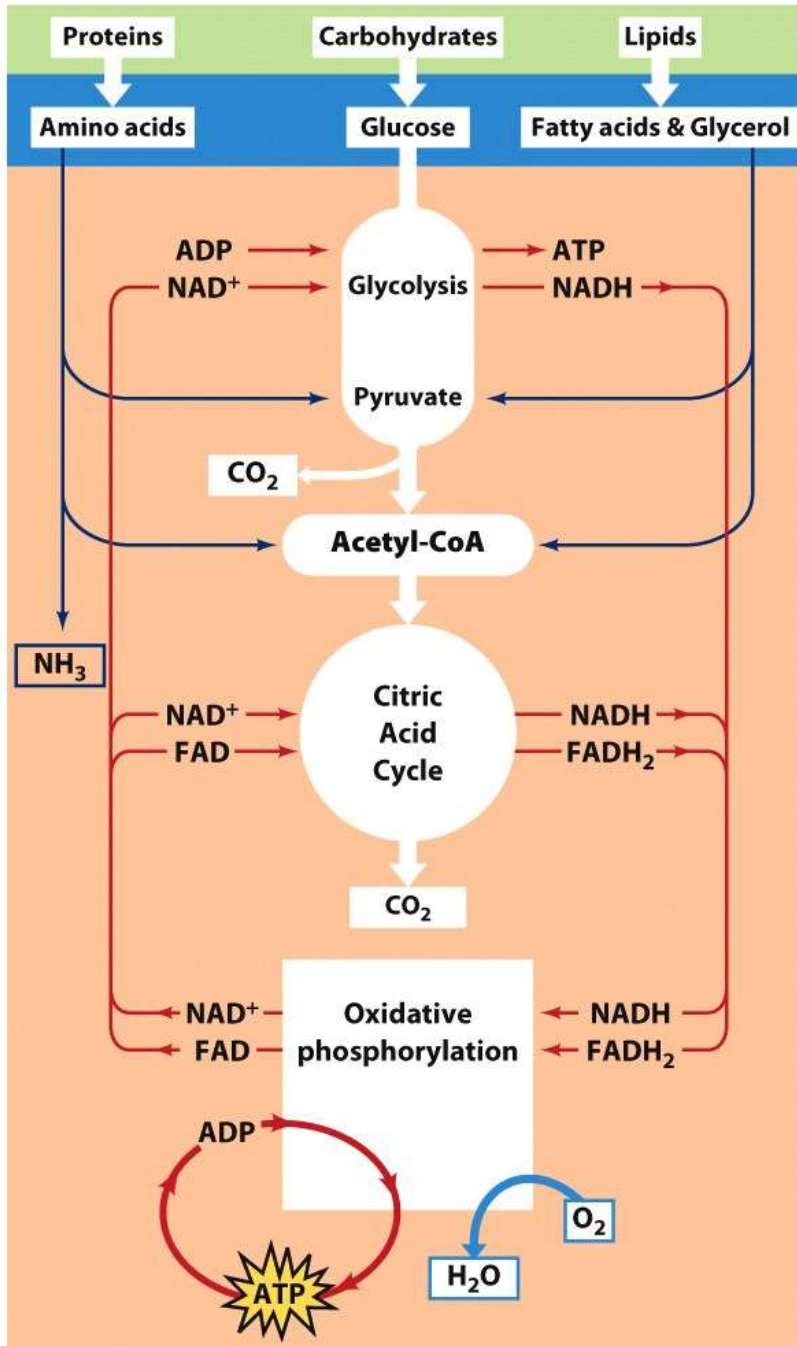 Proteins Carbohydrates Lipids
Amino acids Glucose Fatty acids & Glycerol
ADP ATP
NAD⁺ Glycolysis NADH
Pyruvate
CO₂
Acetyl-CoA
NH₃
NAD⁺ Citric NADH
Acid
FAD Cycle FADH₂
CO₂
NAD⁺ Oxidative NADH
FAD phosphorylation FADH₂
ADP
O₂
H₂O
ATP